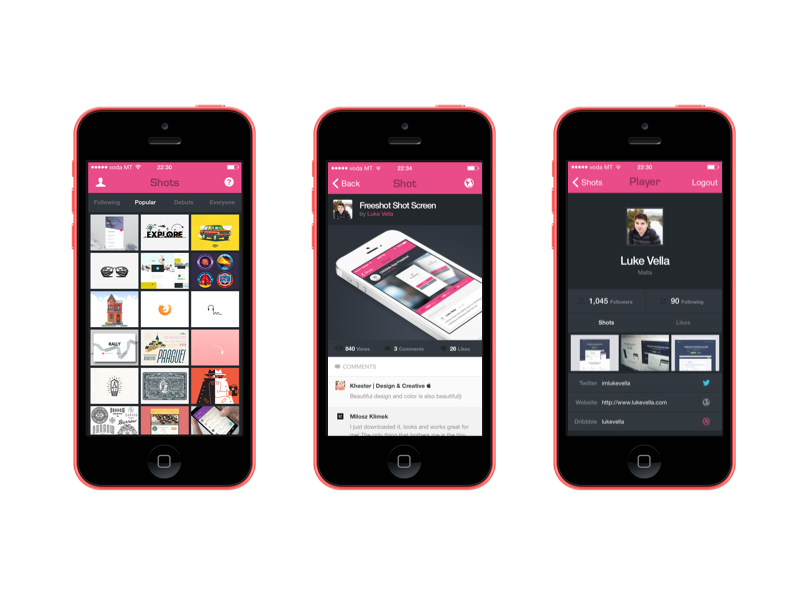 voda MT
22:30
Shots
?
Following
Popular
Debuts
Everyone
EXPLORE
RALLY
PRAGUE!
voda MT
22:34
Back
Shot
Freeshot Shot Screen
by Luke Vella
840 Views
3 Comments
26 Likes
COMMENTS
Khester | Design & Creative
Beautiful design and color is also beautiful))
Milosz Klimek
I just downloaded it, looks and works great for
me! The only thing that bothers me is the tiny
voda MT
22:30
Shots
Player
Logout
Luke Vella
Malta
1,045 Followers
90 Following
Shots
Likes
Twitter imlukevella
Website http://www.lukevella.com
Dribbble lukevella